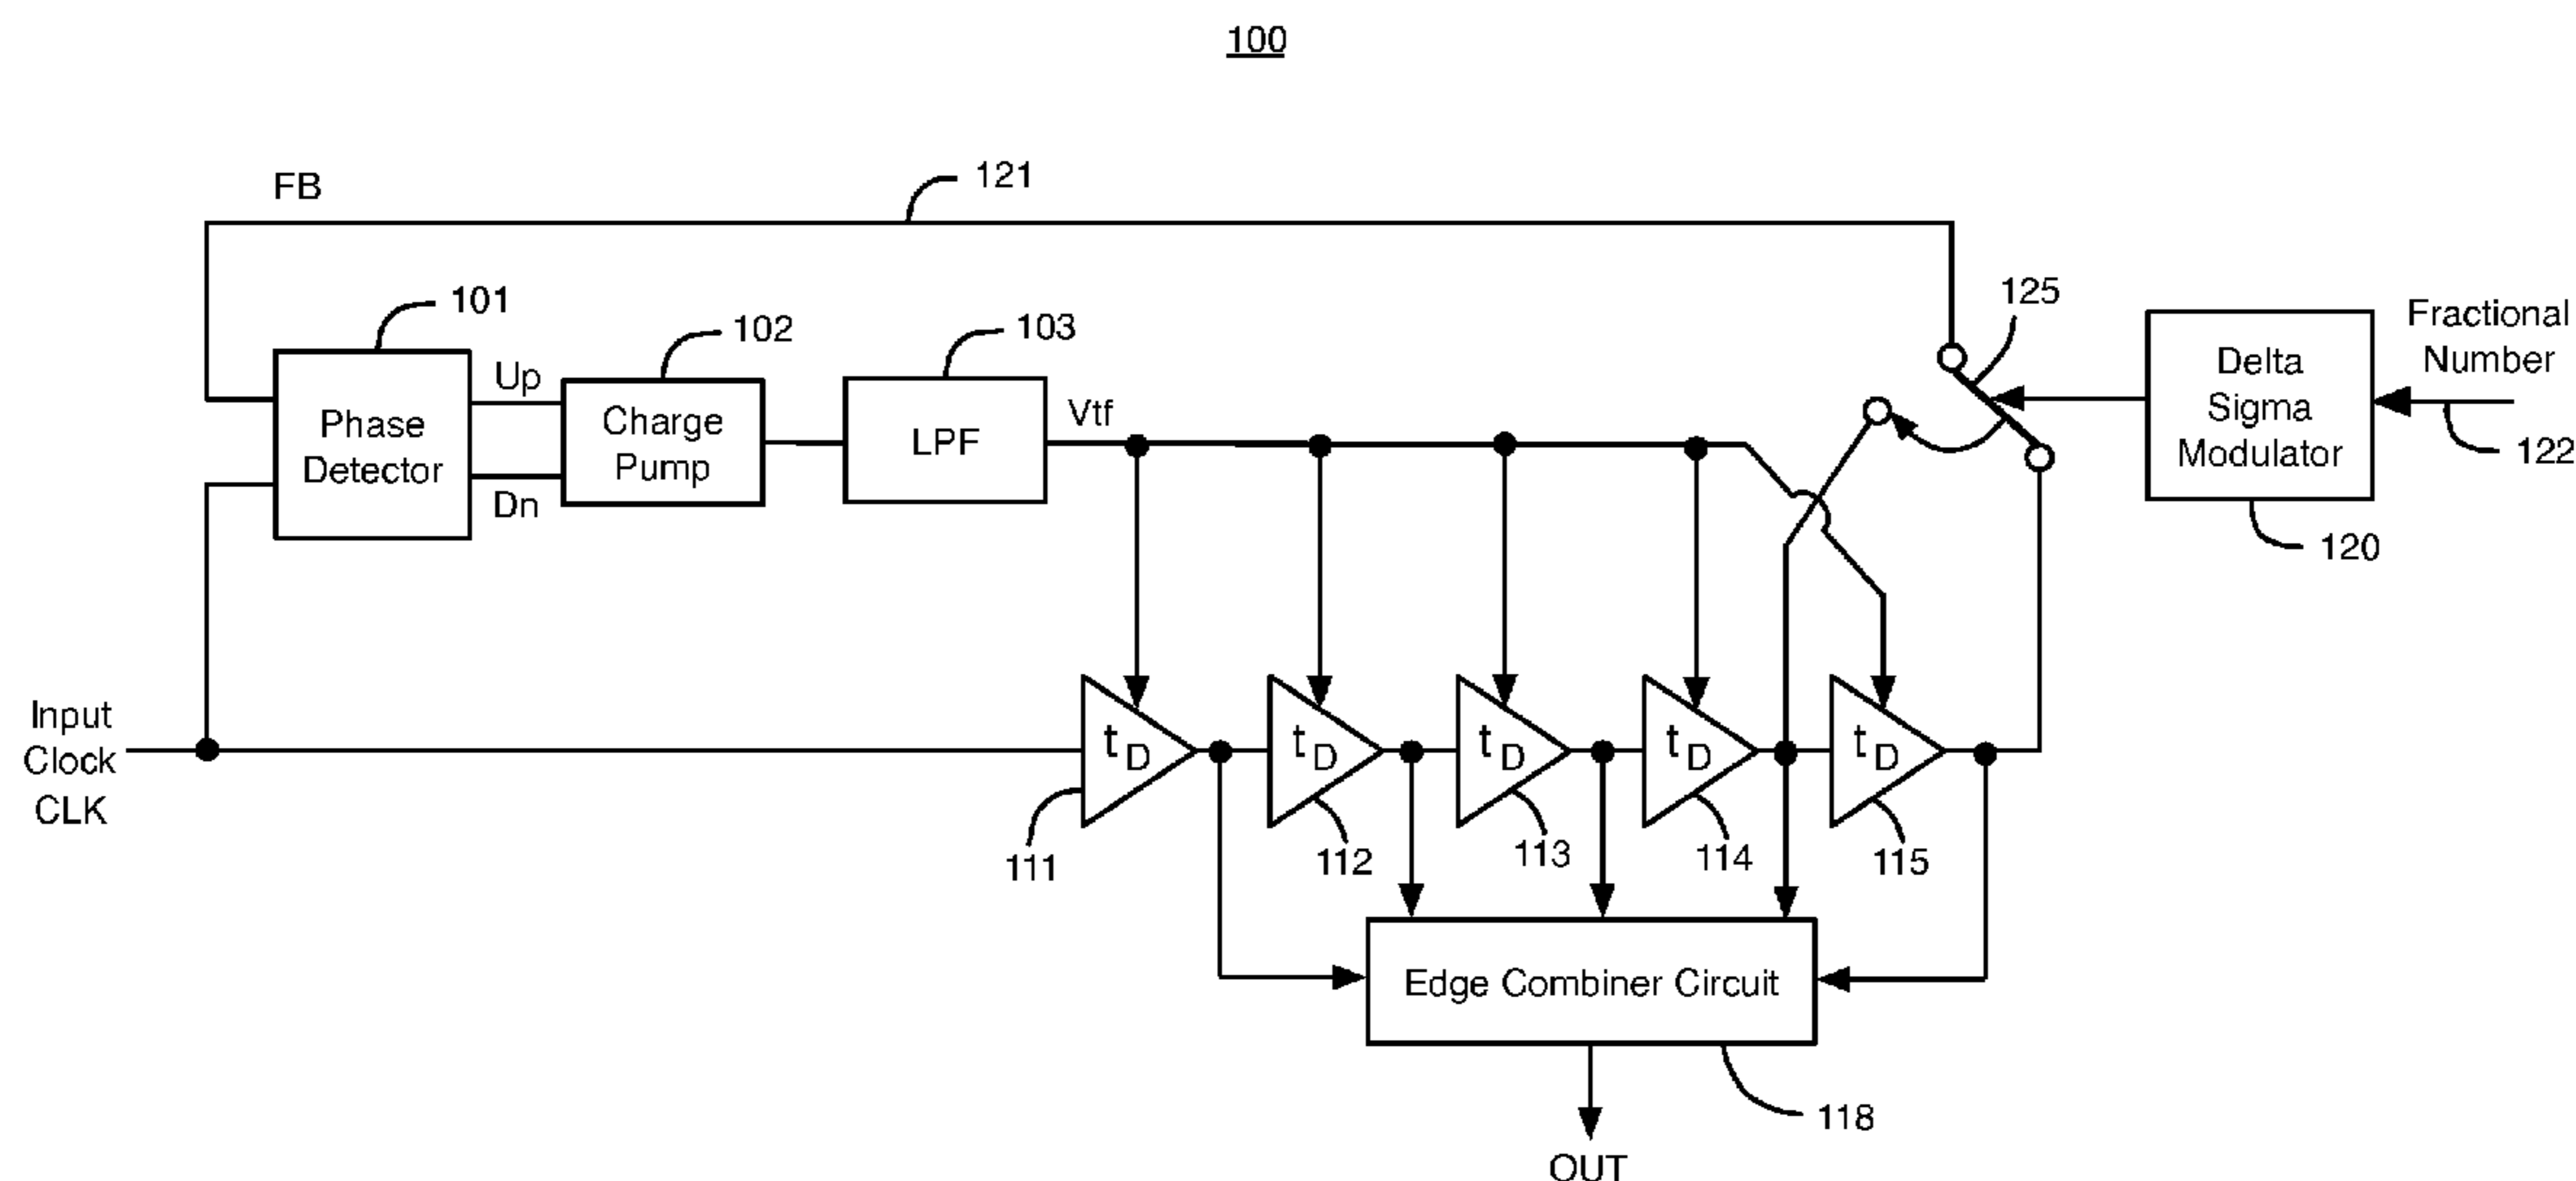 100
FB
121
101
102
103
125
Up
Dn
Phase
Detector
Charge
Pump
LPF
Vtf
Delta
Sigma
Modulator
Fractional
Number
122
120
Input
Clock
CLK
tD
tD
tD
tD
tD
111
112
113
114
115
Edge Combiner Circuit
118
OUT